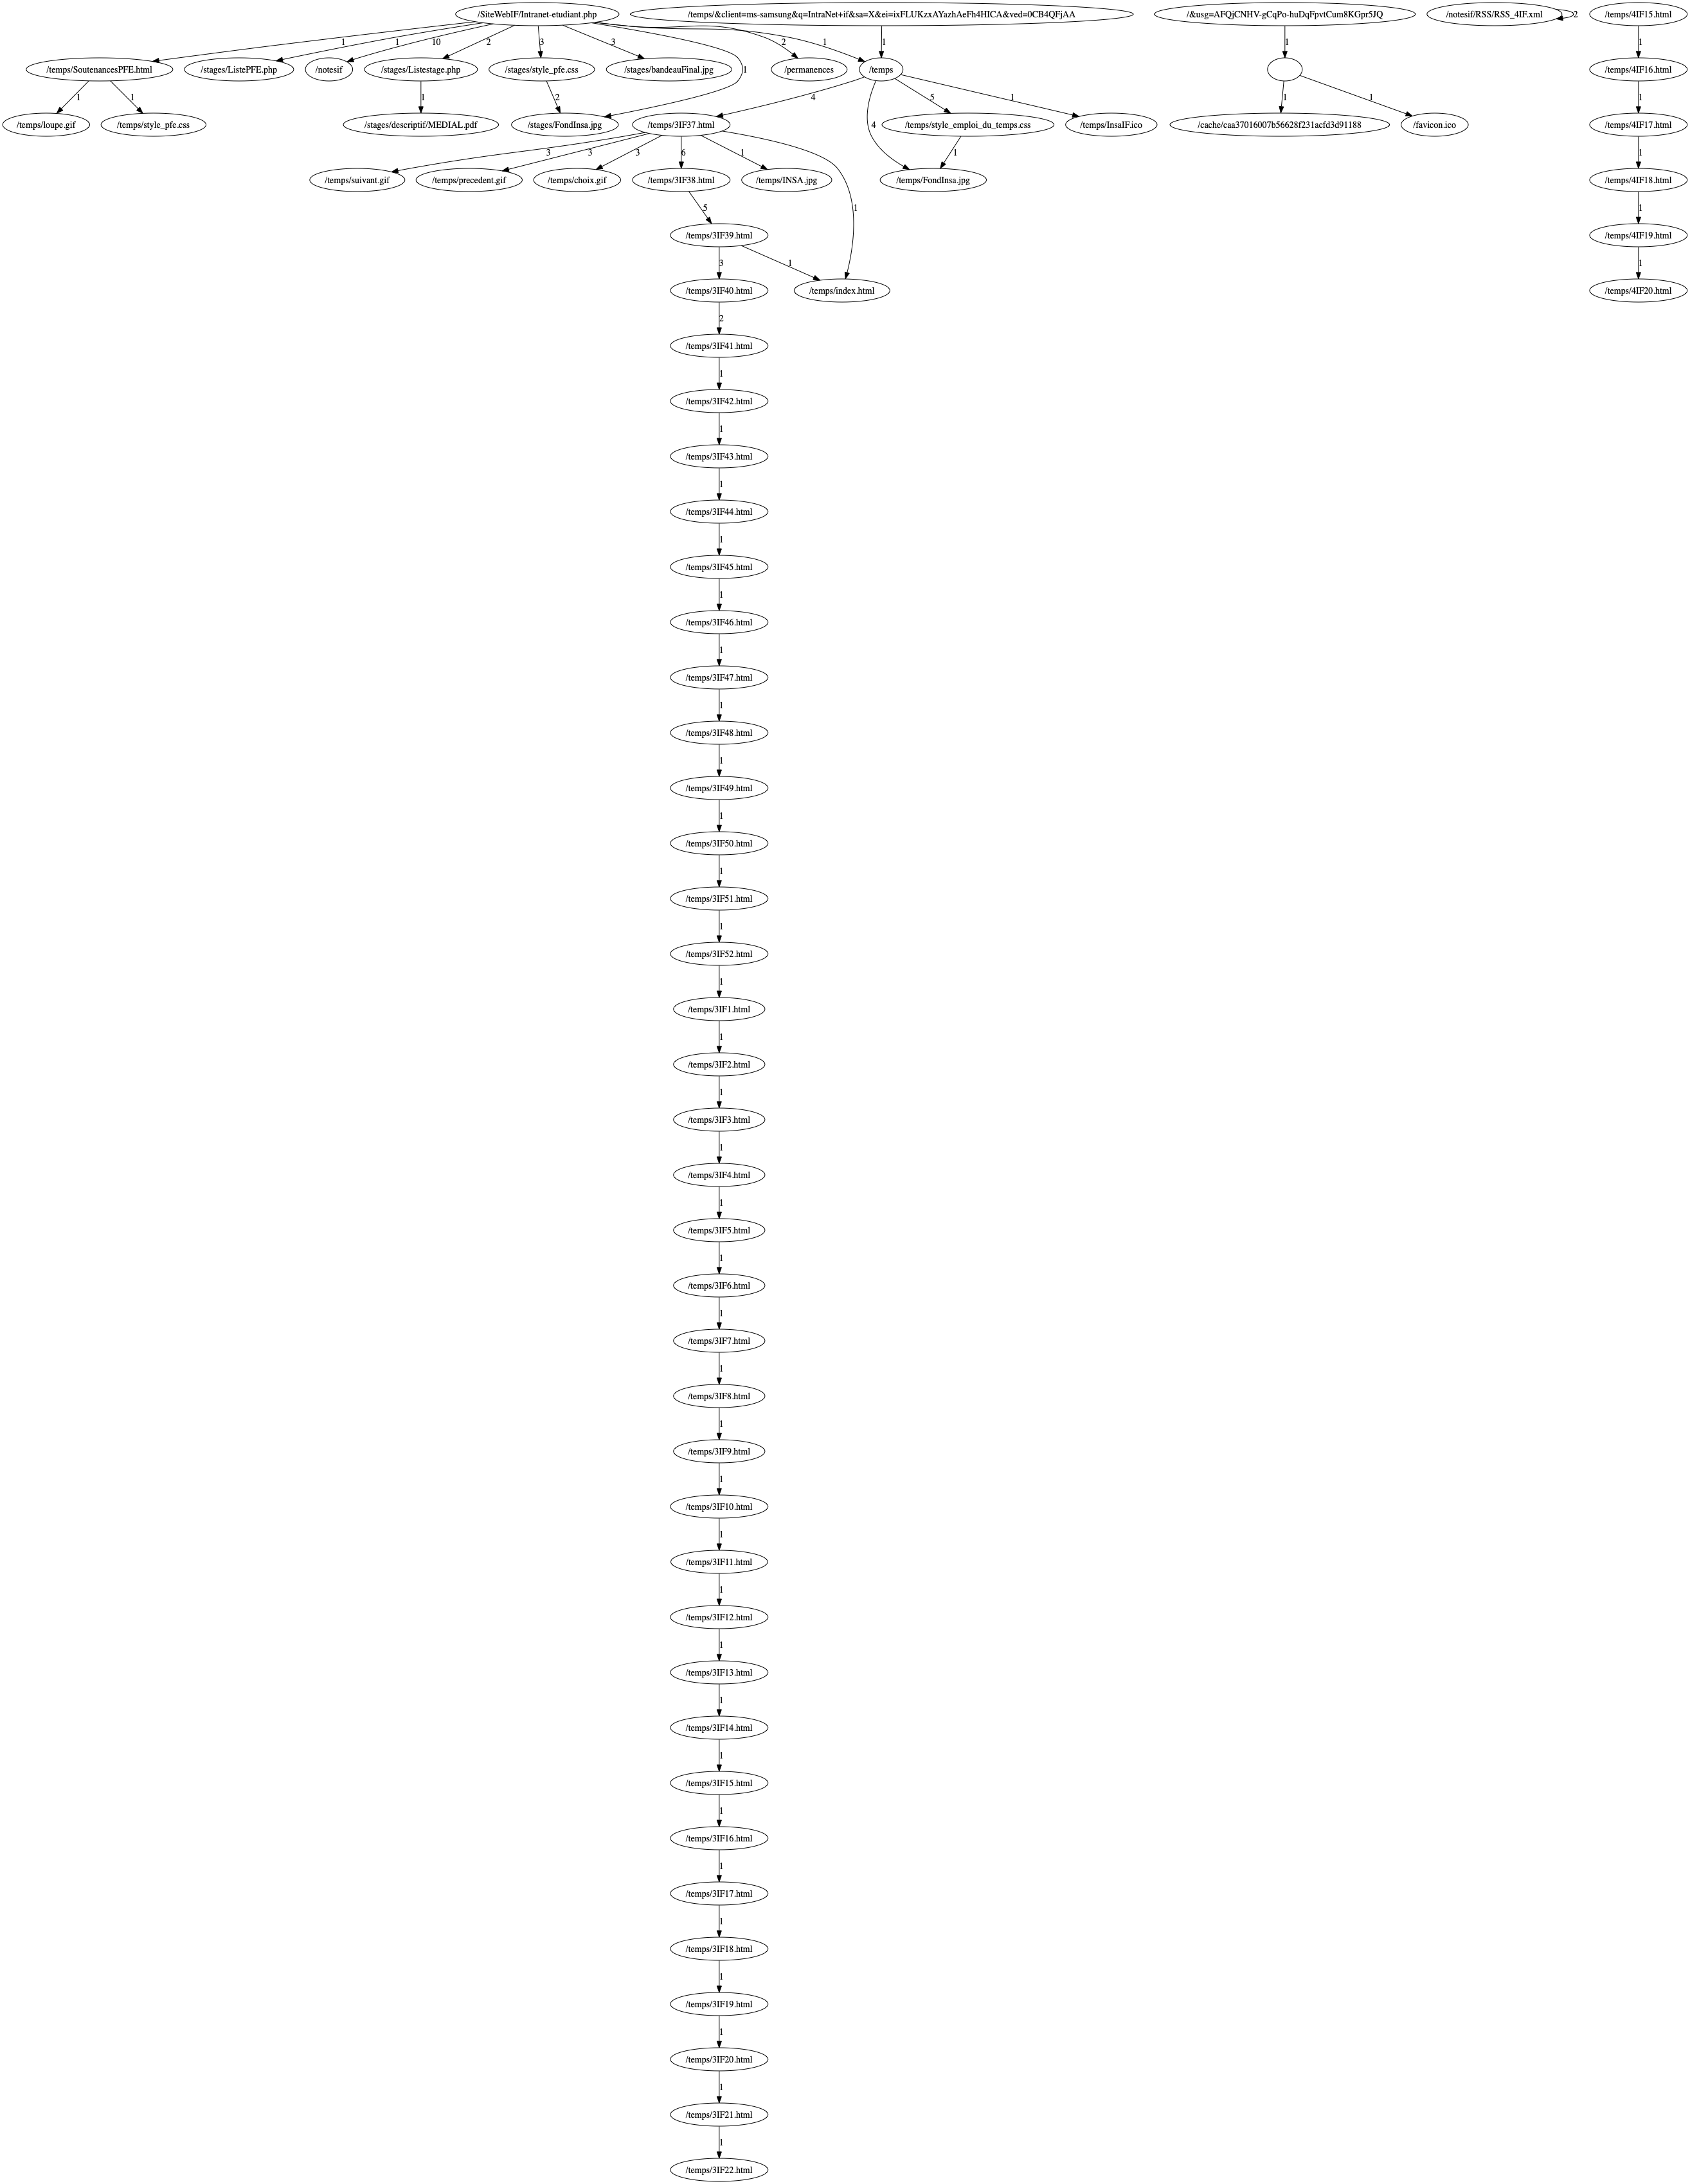 /SiteWebIF/Intranet-etudiant.php
/temps/&client=ms-samsung&q=IntraNet+if&sa=X&ei=ixFLUKzxAYazhAeFh4HICA&ved=0CB4QFjAA
/&usg=AFQjCNHV-gCqPo-huDqFpvtCum8KGpr5JQ
/notesif/RSS/RSS_4IF.xml
2
/temps/4IF15.html
1
1
10
2
3
3
1
2
1
1
1
1
/temps/SoutenancesPFE.html
/stages/ListePFE.php
/notesif
/stages/Listestage.php
/stages/style_pfe.css
/stages/bandeauFinal.jpg
/permanences
/temps
/temps/4IF16.html
1
1
1
2
4
4
5
1
1
1
1
/temps/loupe.gif
/temps/style_pfe.css
/stages/descriptif/MEDIAL.pdf
/stages/FondInsa.jpg
/temps/3IF37.html
/temps/style_emploi_du_temps.css
/temps/InsaIF.ico
/cache/caa37016007b56628f231acfd3d91188
/favicon.ico
/temps/4IF17.html
3
3
3
6
1
1
1
1
/temps/suivant.gif
/temps/precedent.gif
/temps/choix.gif
/temps/3IF38.html
/temps/INSA.jpg
/temps/FondInsa.jpg
/temps/4IF18.html
5
1
/temps/3IF39.html
/temps/4IF19.html
3
1
1
/temps/3IF40.html
/temps/index.html
/temps/4IF20.html
2
/temps/3IF41.html
1
/temps/3IF42.html
1
/temps/3IF43.html
1
/temps/3IF44.html
1
/temps/3IF45.html
1
/temps/3IF46.html
1
/temps/3IF47.html
1
/temps/3IF48.html
1
/temps/3IF49.html
1
/temps/3IF50.html
1
/temps/3IF51.html
1
/temps/3IF52.html
1
/temps/3IF1.html
1
/temps/3IF2.html
1
/temps/3IF3.html
1
/temps/3IF4.html
1
/temps/3IF5.html
1
/temps/3IF6.html
1
/temps/3IF7.html
1
/temps/3IF8.html
1
/temps/3IF9.html
1
/temps/3IF10.html
1
/temps/3IF11.html
1
/temps/3IF12.html
1
/temps/3IF13.html
1
/temps/3IF14.html
1
/temps/3IF15.html
1
/temps/3IF16.html
1
/temps/3IF17.html
1
/temps/3IF18.html
1
/temps/3IF19.html
1
/temps/3IF20.html
1
/temps/3IF21.html
1
/temps/3IF22.html